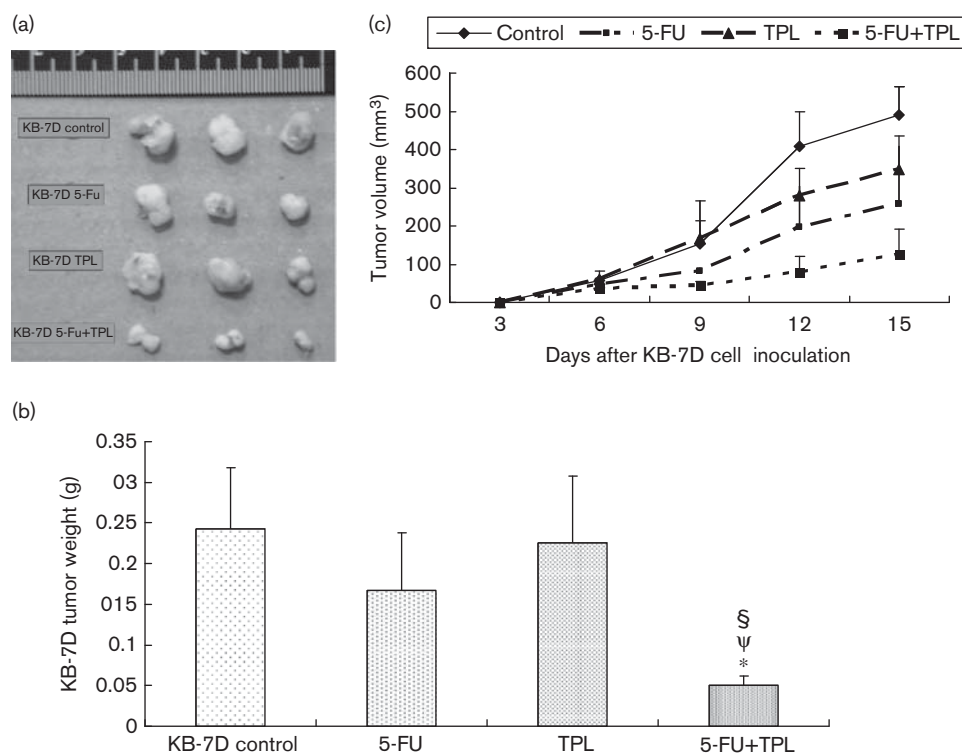 (a)
KB-7D control
KB-7D 5-Fu
KB-7D TPL
KB-7D 5-Fu+TPL
(c)
Control 5-FU TPL 5-FU+TPL
Tumor volume (mm³)
600
500
400
300
200
100
0
3 6 9 12 15
Days after KB-7D cell inoculation
(b)
KB-7D tumor weight (g)
0.35
03
0.25
0.2
015
0.1
0.05
0
§
ψ
*
KB-7D control 5-FU TPL 5-FU+TPL